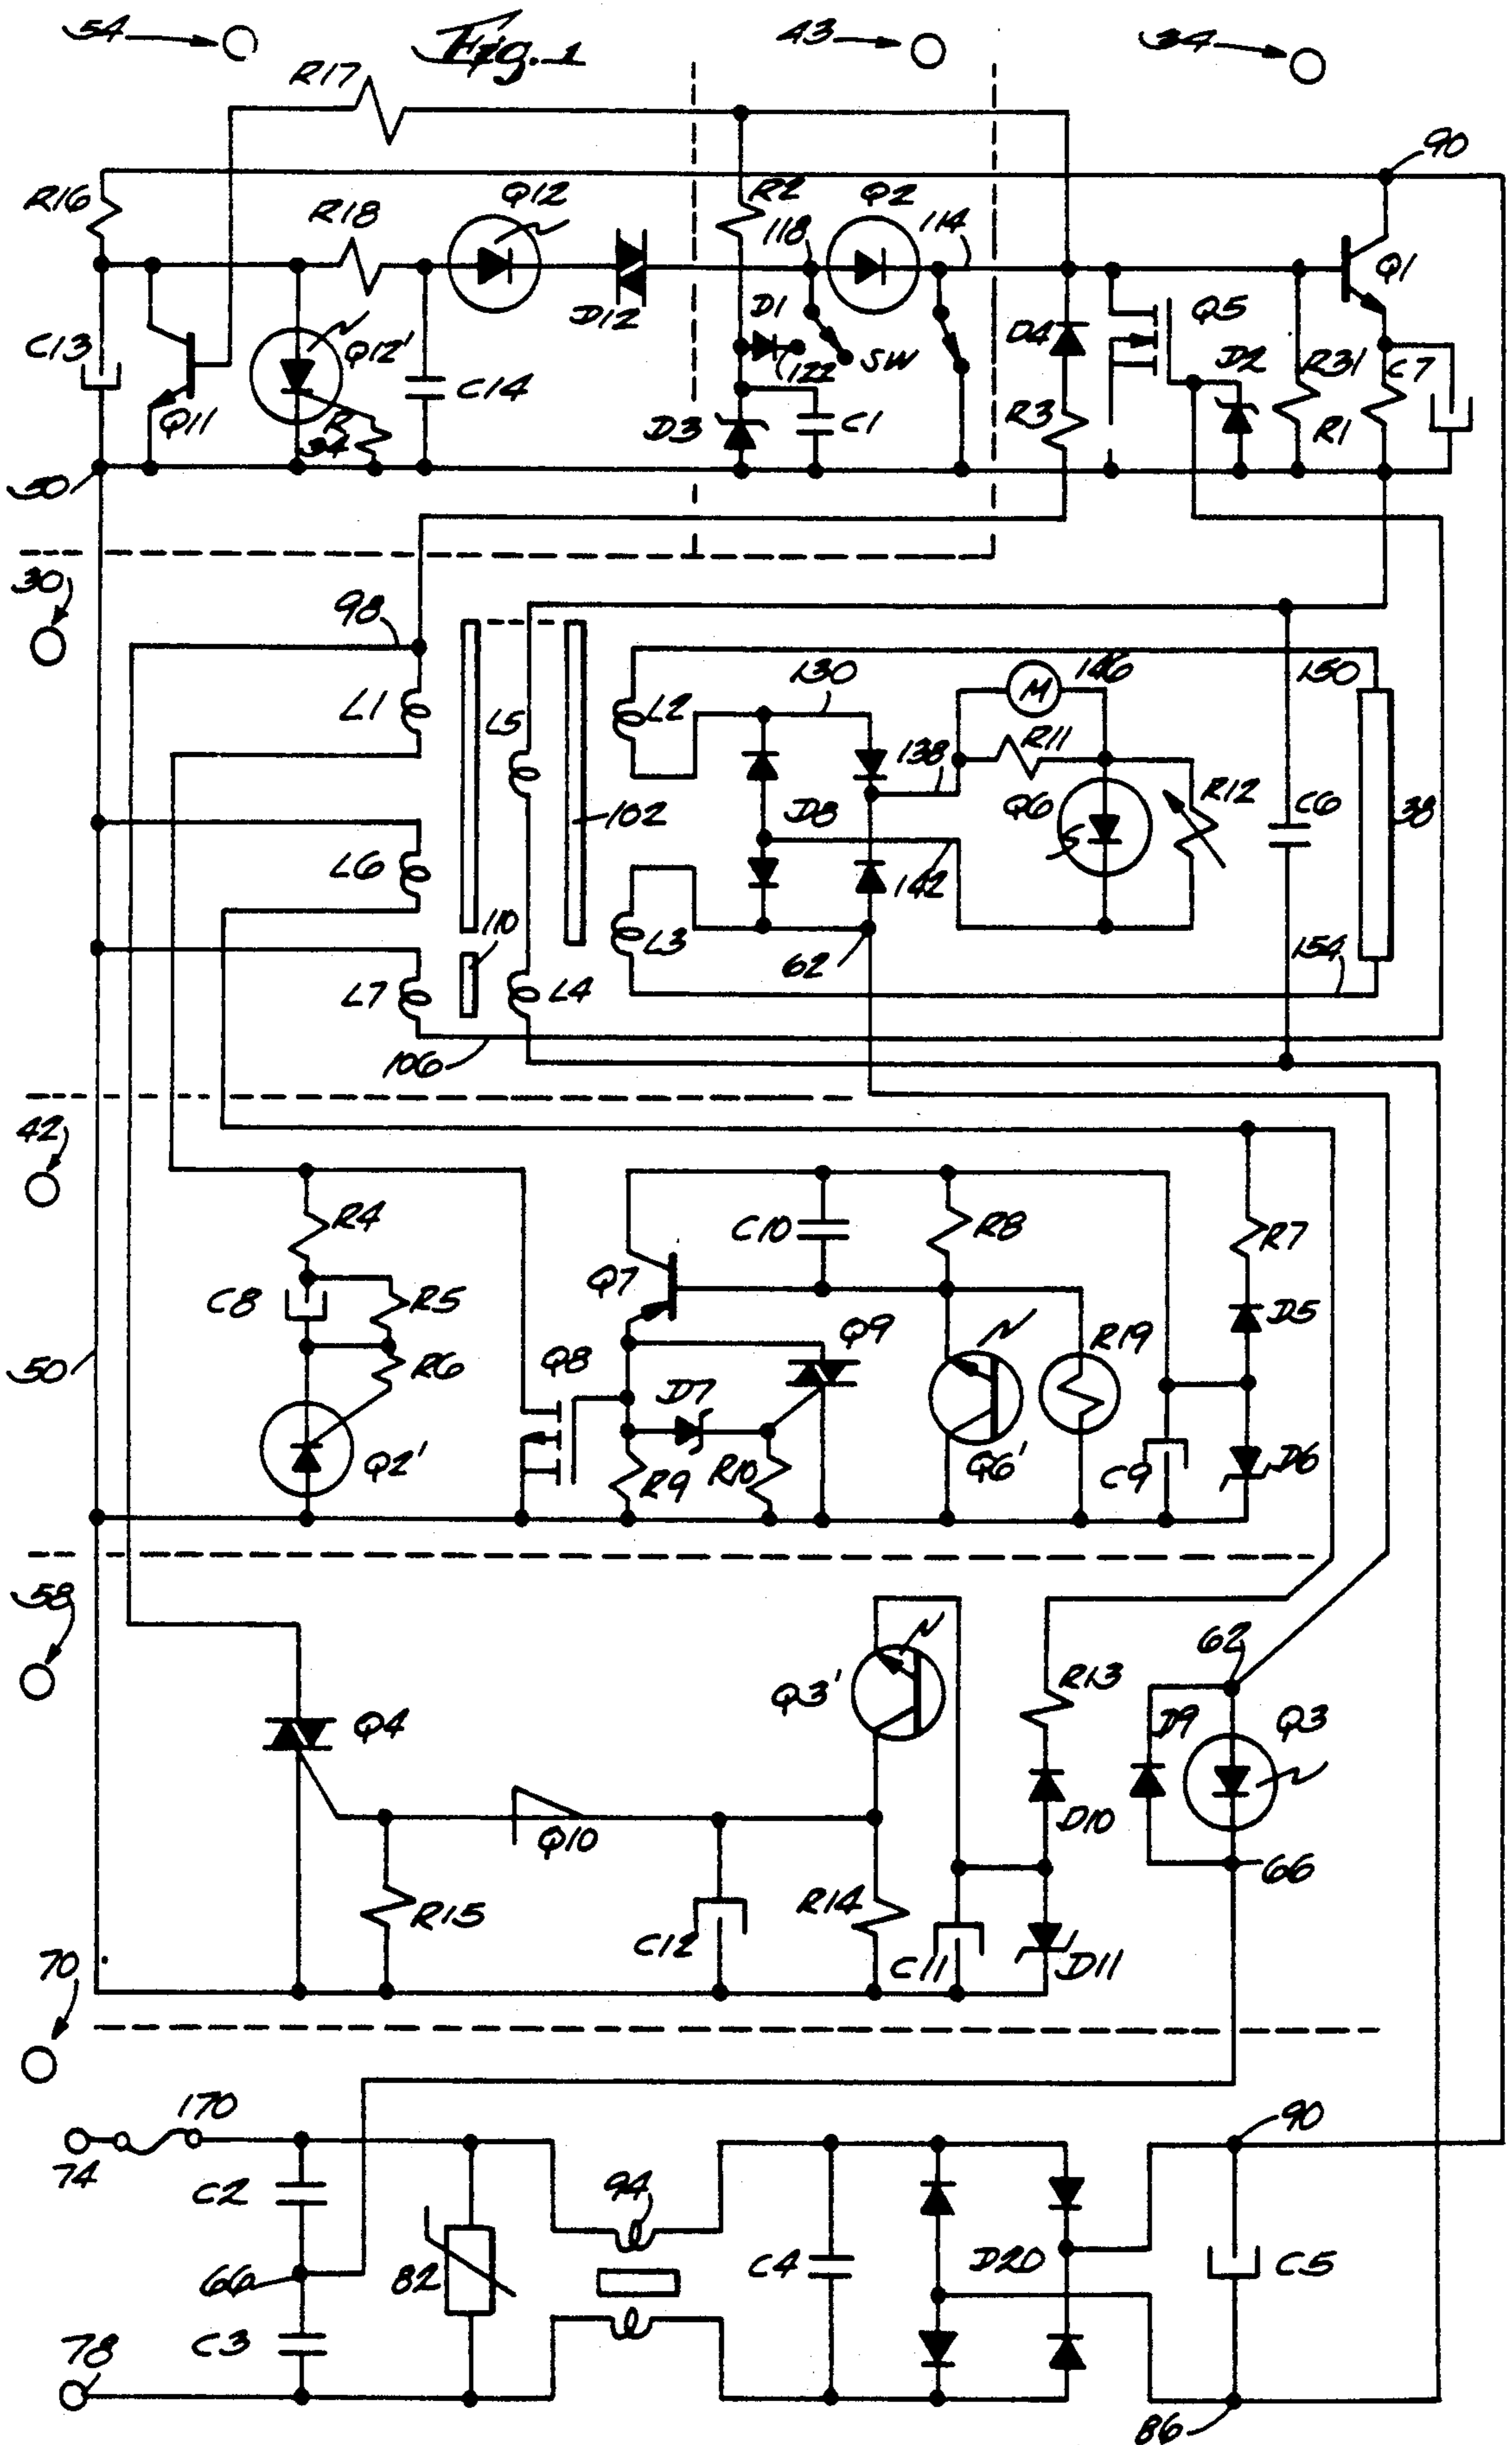 54
Fig. 1
43
34
R17
90
R16
R18
Q12
R2
Q2
118
114
Q1
D12
D1
Q5
C13
Q12'
D4
D2
SW
122
R31
C7
C14
Q11
R34
D3
C1
R3
R1
50
30
98
146
M
150
130
L1
L5
L2
R11
138
Q6
R12
C6
102
D8
38
L6
142
110
L3
62
154
L7
L4
106
42
R4
C10
R8
R7
Q7
C8
R5
D5
Q9
R19
50
R6
Q8
D7
Q2'
Q6'
D6
R9
R10
C9
58
62
R13
Q3'
D9
Q3
Q4
D10
Q10
66
R15
R14
C12
C11
D11
70
170
90
74
C2
94
66
82
C4
D20
C5
C3
78
86